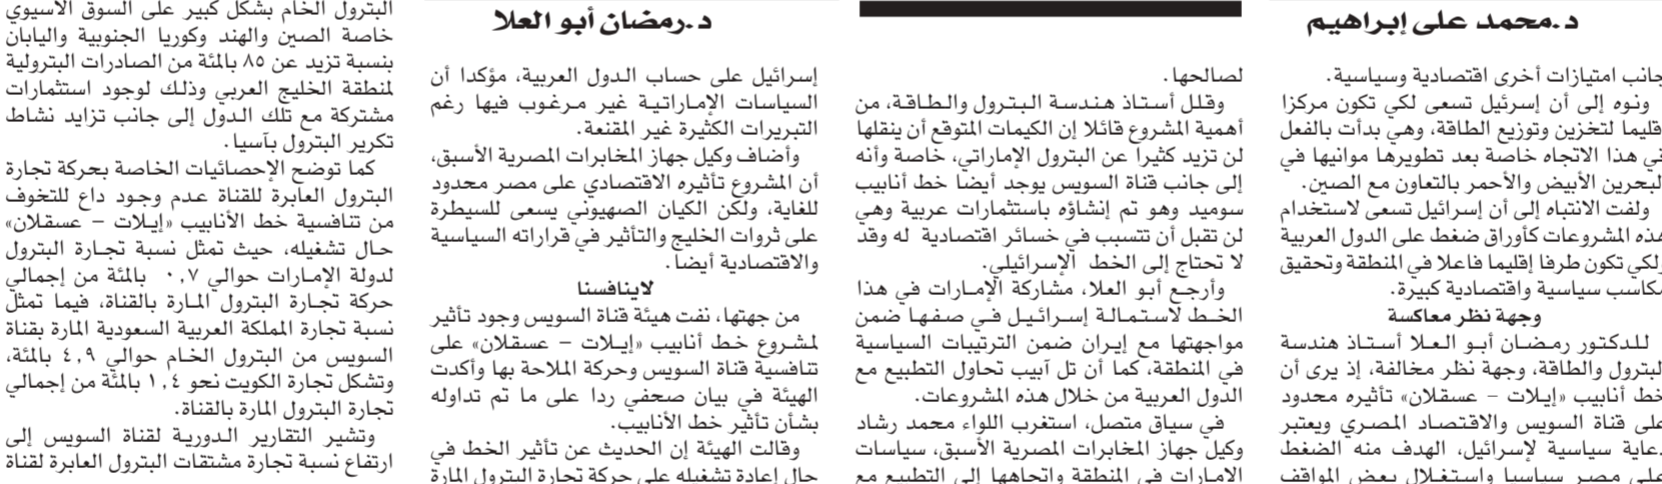 د.محمد على إبراهيم
جانب امتيازات أخرى اقتصادية وسياسية.
ونوه إلى أن إسرئيل تسعى لكي تكون مركزا
إقليما لتخزين وتوزيع الطاقة، وهي بدأت بالفعل
في هذا الاتجاه خاصة بعد تطويرها موانيها في
البحرين الأبيض والأحمر بالتعاون مع الصين.
ولفت الانتباه إلى أن إسرائيل تسعى لاستخدام
هذه المشروعات كأوراق ضغط على الدول العربية
ولكي تكون طرفا إقليما فاعلا في المنطقة وتحقيق
مكاسب سياسية واقتصادية كبيرة.
وجهة نظر معاكسة
للدكتور رمضان أبو العلا أستاذ هندسة
البترول والطاقة، وجهة نظر مخالفة، إذ يرى أن
خط أنابيب «إيلات – عسقلان» تأثيره محدود
على قناة السويس والاقتصاد المصري ويعتبر
دعاية سياسية لإسرائيل، الهدف منه الضغط
على مصر سياسيا واستغلال بعض المواقف
لصالحها.
وقلل أستاذ هندسة البترول والطاقة، من
أهمية المشروع قائلا إن الكيمات المتوقع أن ينقلها
لن تزيد كثيرا عن البترول الإماراتي، خاصة وأنه
إلى جانب قناة السويس يوجد أيضا خط أنابيب
سوميد وهو تم إنشاؤه باستثمارات عربية وهي
لن تقبل أن تتسبب في خسائر اقتصادية له وقد
لا تحتاج إلى الخط الإسرائيلي.
وأرجع أبو العلا، مشاركة الإمارات في هذا
الخط لاستمالة إسرائيل في صفها ضمن
مواجهتها مع إيران ضمن الترتيبات السياسية
في المنطقة، كما أن تل آبيب تحاول التطبيع مع
الدول العربية من خلال هذه المشروعات.
في سياق متصل، استغرب اللواء محمد رشاد
وكيل جهاز المخابرات المصرية الأسبق، سياسات
الإمارات في المنطقة واتجاهها إلى التطبيع مع
د.رمضان أبو العلا
إسرائيل على حساب الدول العربية، مؤكدا أن
السياسات الإماراتية غير مرغوب فيها رغم
التبريرات الكثيرة غير المقنعة.
وأضاف وكيل جهاز المخابرات المصرية الأسبق،
أن المشروع تأثيره الاقتصادي على مصر محدود
للغاية، ولكن الكيان الصهيوني يسعى للسيطرة
على ثروات الخليج والتأثير في قراراته السياسية
والاقتصادية أيضا.
لاينافسنا
من جهتها، نفت هيئة قناة السويس وجود تأثير
لمشروع خط أنابيب «إيلات – عسقلان» على
تنافسية قناة السويس وحركة الملاحة بها وأكدت
الهيئة في بيان صحفي ردا على ما تم تداوله
بشأن تأثير خط الأنابيب.
وقالت الهيئة إن الحديث عن تأثير الخط في
حال إعادة تشغيله على حركة تجارة البترول المارة
البترول الخام بشكل كبير على السوق الآسيوي
خاصة الصين والهند وكوريا الجنوبية واليابان
بنسبة تزيد عن ٨٥ بالمئة من الصادرات البترولية
لمنطقة الخليج العربي وذلك لوجود استثمارات
مشتركة مع تلك الدول إلى جانب تزايد نشاط
تكرير البترول بآسيا.
كما توضح الإحصائيات الخاصة بحركة تجارة
البترول العابرة للقناة عدم وجود داع للتخوف
من تنافسية خط الأنابيب «إيلات – عسقلان»
حال تشغيله، حيث تمثل نسبة تجارة البترول
لدولة الإمارات حوالي ٠,٧ بالمئة من إجمالي
حركة تجارة البترول المارة بالقناة، فيما تمثل
نسبة تجارة المملكة العربية السعودية المارة بقناة
السويس من البترول الخام حوالي ٤,٩ بالمئة،
وتشكل تجارة الكويت نحو ١,٤ بالمئة من إجمالي
تجارة البترول المارة بالقناة.
وتشير التقارير الدورية لقناة السويس إلى
ارتفاع نسبة تجارة مشتقات البترول العابرة لقناة